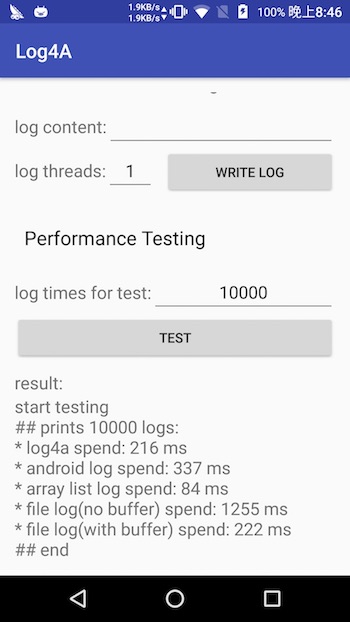 1.9KB/s
1.9KB/s
100% 晚上8:46
Log4A
log content:
log threads: 1 WRITE LOG
Performance Testing
log times for test: 10000
TEST
result:
start testing
## prints 10000 logs:
* log4a spend: 216 ms
* android log spend: 337 ms
* array list log spend: 84 ms
* file log(no buffer) spend: 1255 ms
* file log(with buffer) spend: 222 ms
## end